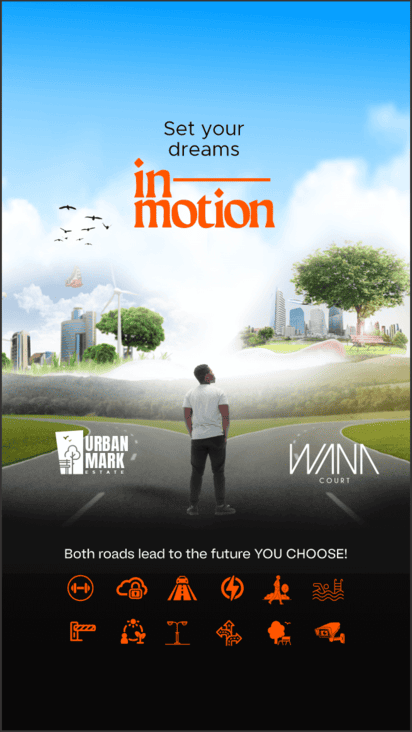 Set your
dreams
in
motion
URBAN
MARK
ESTATE
WANA
COURT
Both roads lead to the future YOU CHOOSE!